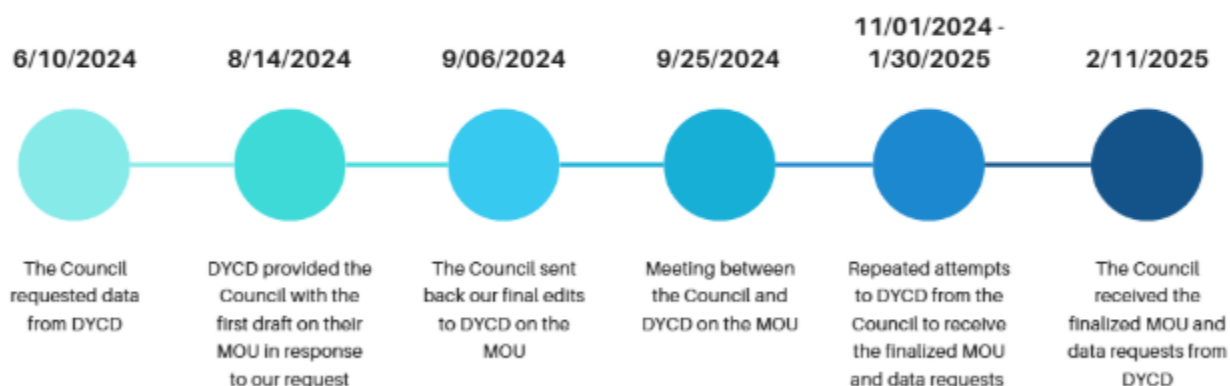 6/10/2024
The Council
requested data
from DYCD
8/14/2024
DYCD provided the
Council with the
first draft on their
MOU in response
to our request
9/06/2024
The Council sent
back our final edits
to DYCD on the
MOU
9/25/2024
Meeting between
the Council and
DYCD on the MOU
11/01/2024 -
1/30/2025
Repeated attempts
to DYCD from the
Council to receive
the finalized MOU
and data requests
2/11/2025
The Council
received the
finalized MOU and
data requests from
DYCD